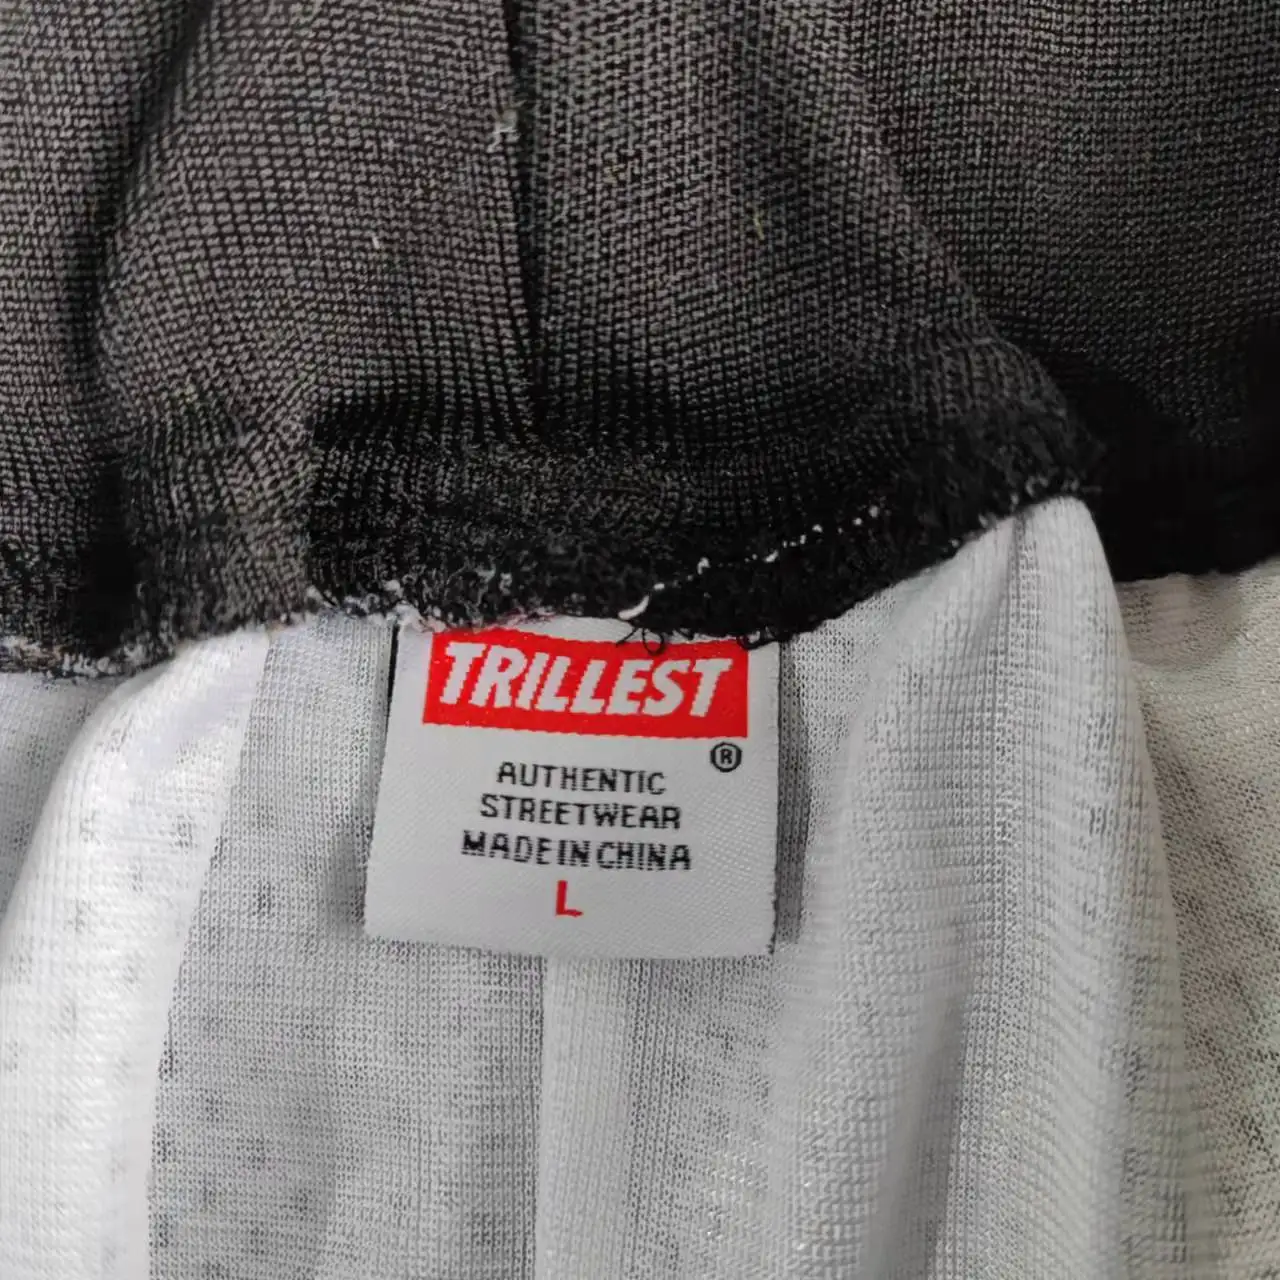 TRILLEST
®
AUTHENTIC
STREETWEAR
MADE IN CHINA
L